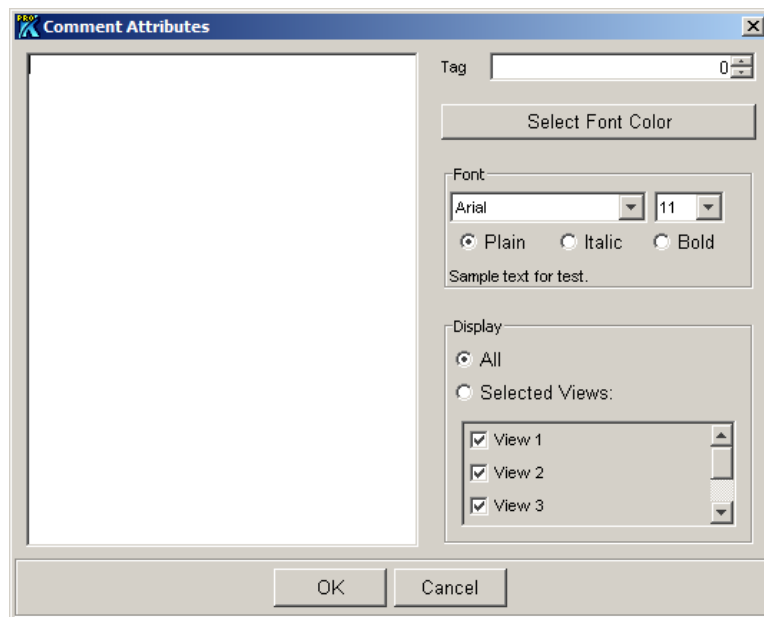 PRO X Comment Attributes
Tag 0
Select Font Color
Font
Arial 11
Plain Italic Bold
Sample text for test.
Display
All
Selected Views:
View 1
View 2
View 3
OK Cancel